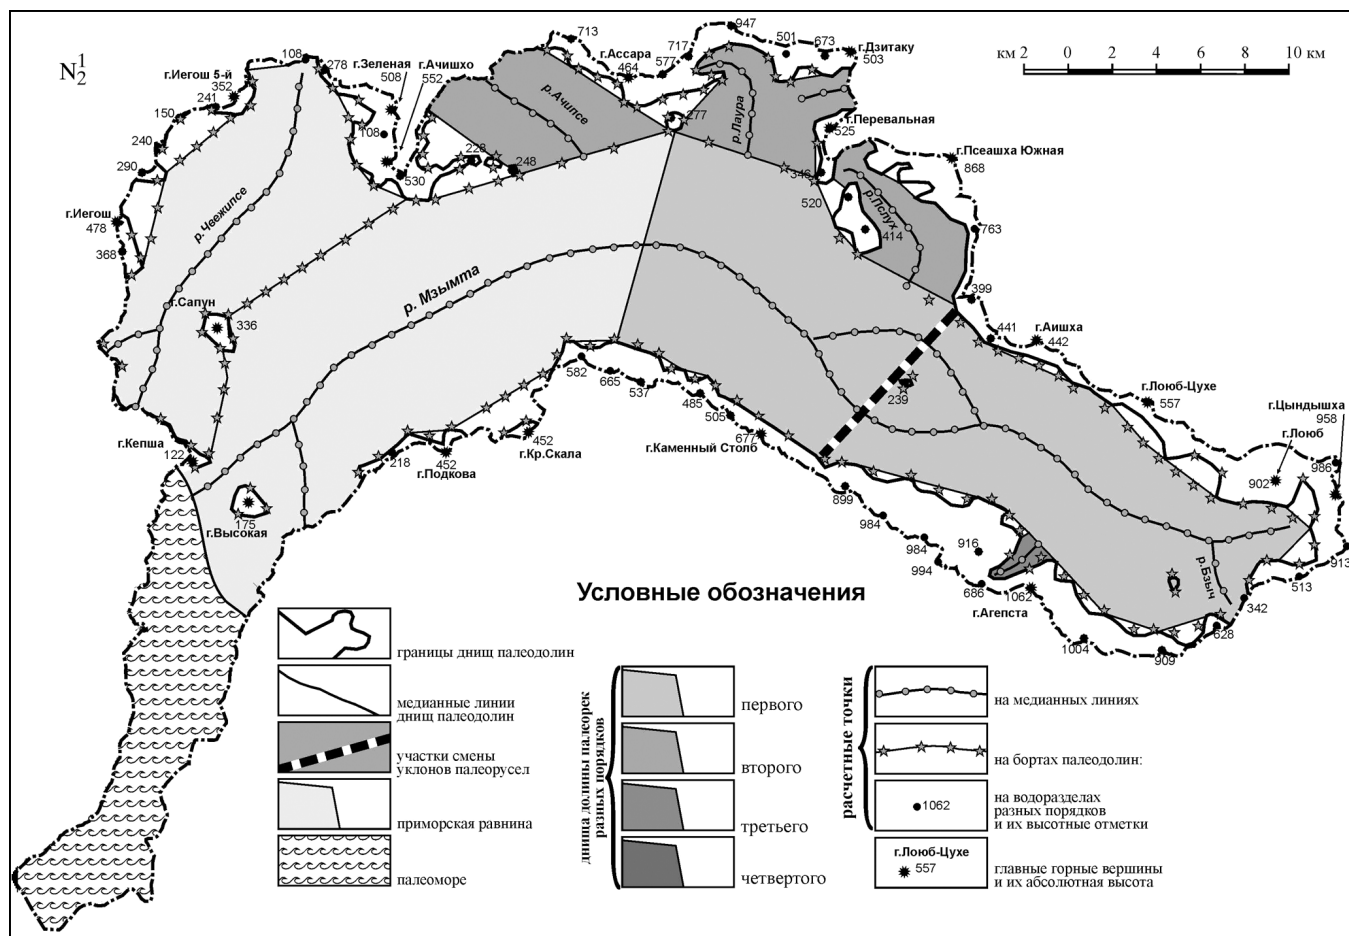 N₂¹
км 2 0 2 4 6 8 10 км
947
713
717
501
673
г.Дзитаку
503
108
278
г.Зеленая
508
г.Ачишхо
552
г.Ассара
464
577
г.Иегош 5-й
352
241
150
240
290
108
530
228
248
р.Ачипсе
277
р.Лаура
г.Перевальная
525
346
520
414
р.Пслух
г.Псеашха Южная
868
763
399
г.Иегош
478
368
р.Чвежипсе
р. Мзымта
г.Сапун
336
441
г.Аишха
442
582
665
537
485
505
677
239
г.Лоюб-Цухе
557
г.Цындышха
958
г.Лоюб
902
986
г.Кепша
122
218
г.Подкова
452
452
г.Кр.Скала
г.Каменный Столб
175
г.Высокая
899
984
984
994
916
686
1062
г.Агепста
1004
909
628
342
513
913
р.Бзыч
Условные обозначения
границы днищ палеодолин
медианные линии
днищ палеодолин
участки смены
уклонов палеорусел
приморская равнина
палеоморе
днища долины палеорек
разных порядков
первого
второго
третьего
четвертого
расчетные точки
на медианных линиях
на бортах палеодолин:
1062
на водоразделах
разных порядков
и их высотные отметки
г.Лоюб-Цухе
557
главные горные вершины
и их абсолютная высота